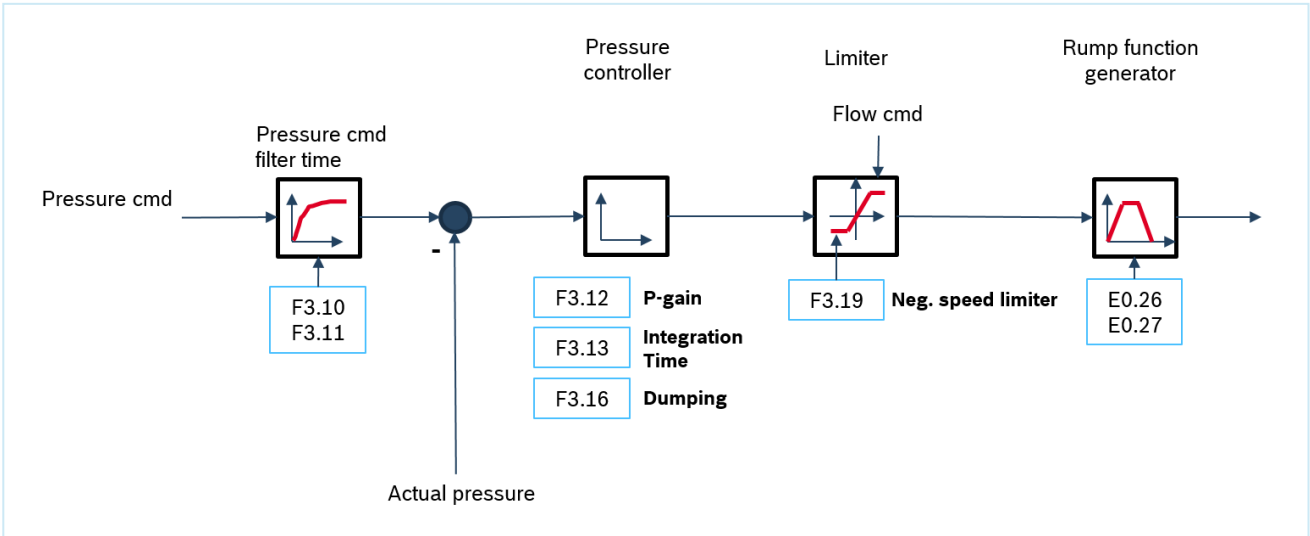 Pressure
controller
Limiter
Rump function
generator
Flow cmd
Pressure cmd
filter time
Pressure cmd
F3.10
F3.11
-
F3.12
P-gain
F3.13
Integration
Time
F3.16
Dumping
F3.19
Neg. speed limiter
E0.26
E0.27
Actual pressure